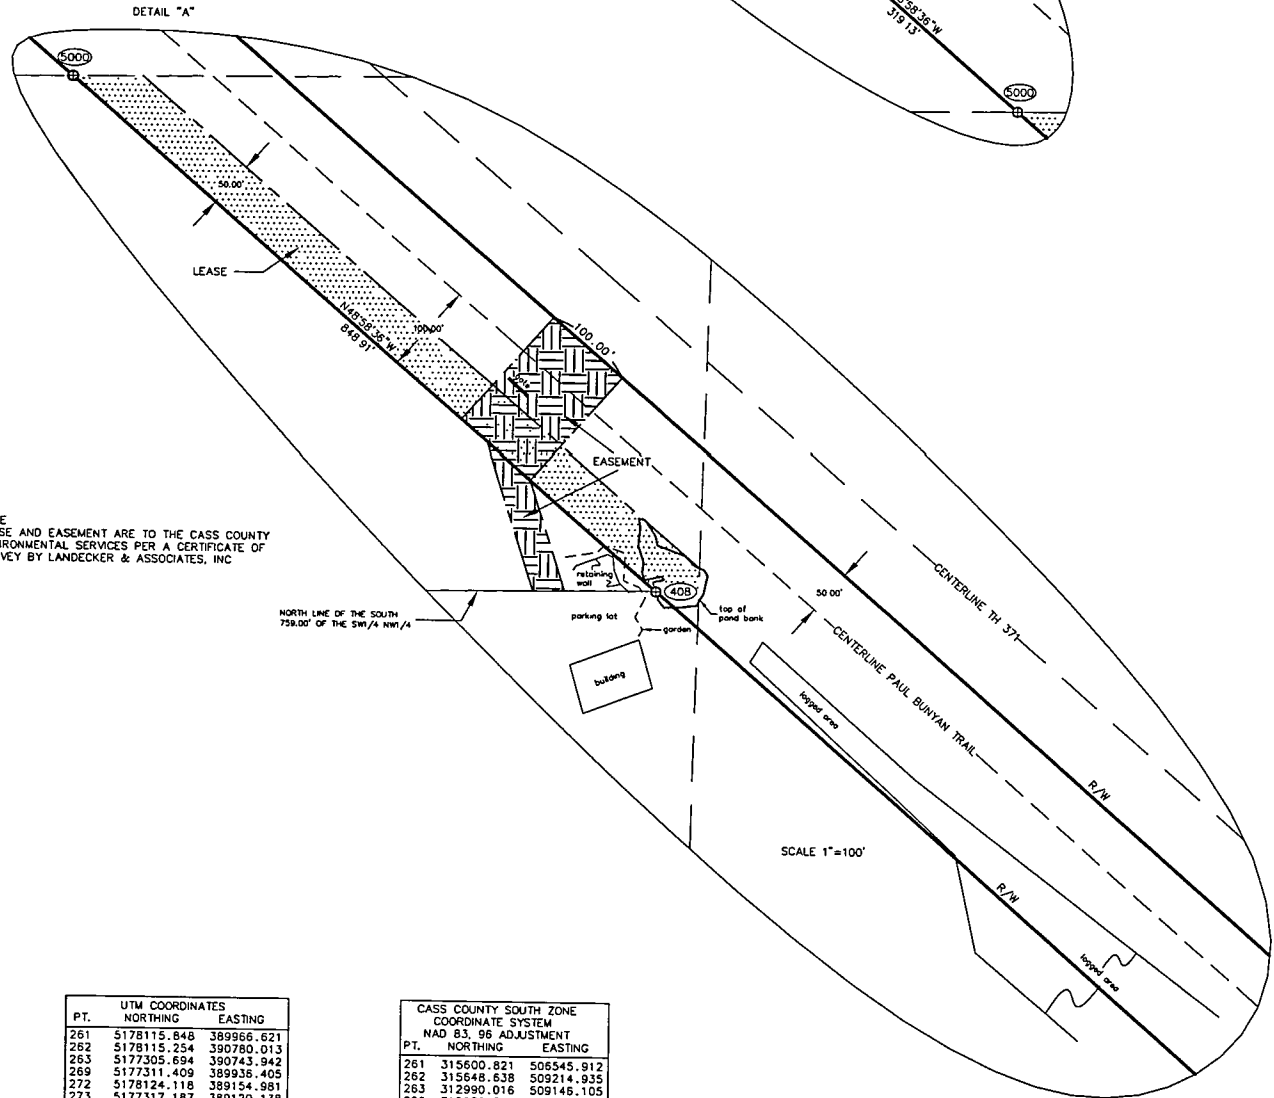 DETAIL "A"
58'36"W
319 13'
5000
5000
50.00'
LEASE
N48°58'36"W
848 91'
100.00'
100.00'
EASEMENT
SE AND EASEMENT ARE TO THE CASS COUNTY
VEY BY LANDECKER & ASSOCIATES, INC
retaining
wall
408
NORTH LINE OF THE SOUTH
759.00' OF THE SW1/4 NW1/4
parking lot
garden
top of
pond bank
building
50 00'
CENTERLINE TH 371
CENTERLINE PAUL BUNYAN TRAIL
logged area
R/W
SCALE 1"=100'
R/W
logged area
UTM COORDINATES
PT. NORTHING EASTING
261 5178115.848 389966.621
262 5178115.254 390780.013
263 5177305.694 390743.942
269 5177311.409 389936.405
272 5178124.118 389154.981
CASS COUNTY SOUTH ZONE
COORDINATE SYSTEM
NAD 83, 96 ADJUSTMENT
PT. NORTHING EASTING
261 315600.821 506545.912
262 315648.638 509214.935
263 312990.016 509146.105